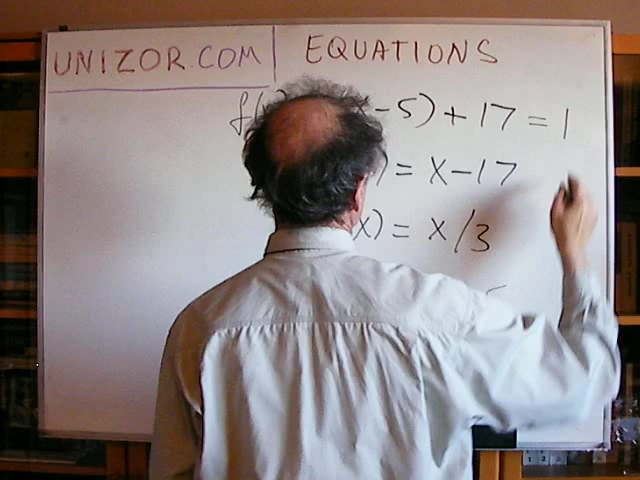 UNIZOR.COM
EQUATIONS
f( x-5)+17=1
)=x-17
x)=x/3